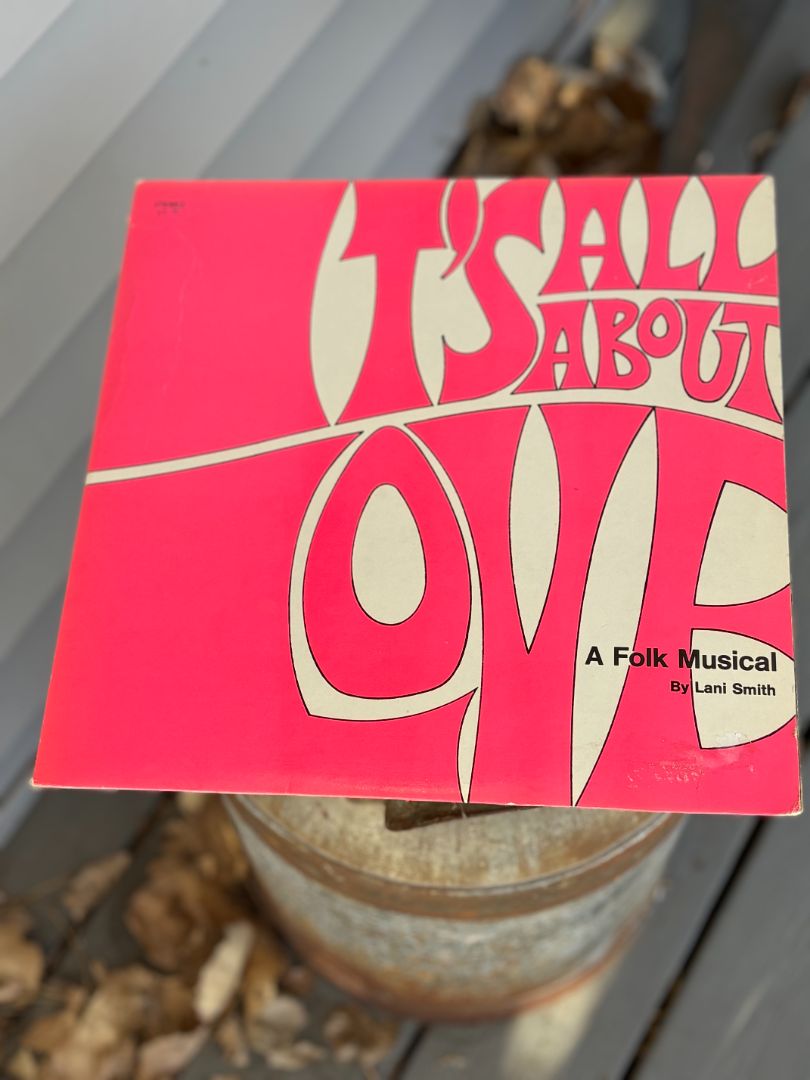 IT'S ALL
ABOUT
LOVE
A Folk Musical
By Lani Smith